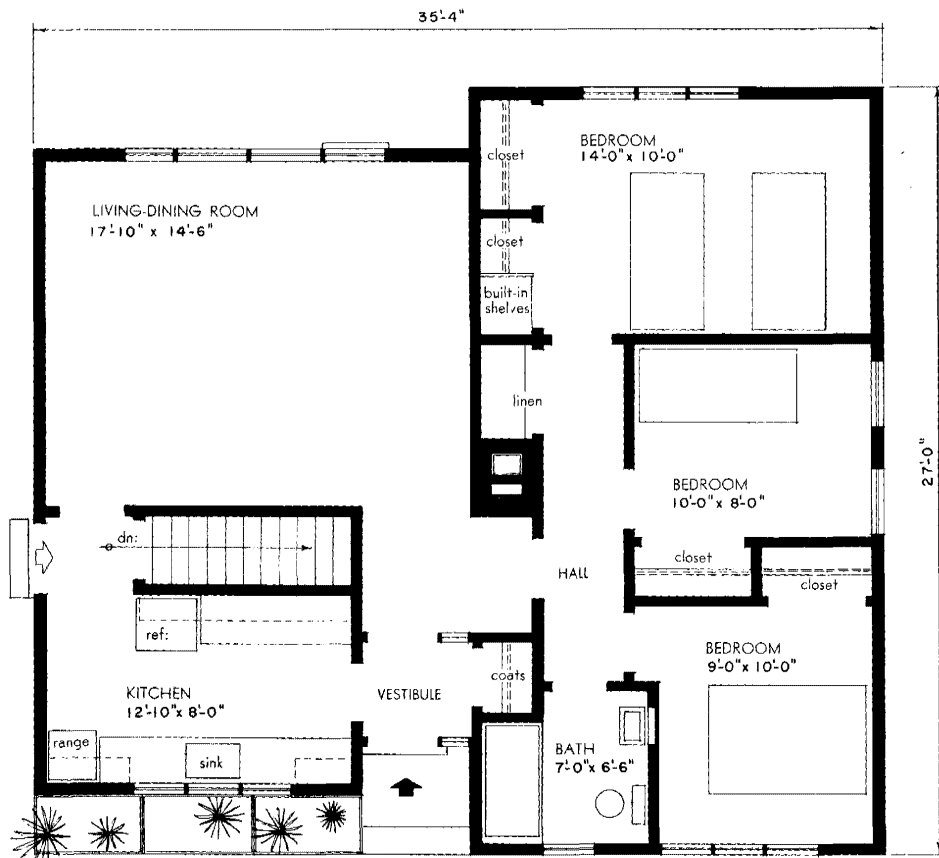 35'-4"
closet
BEDROOM
14'-0" x 10'-0"
LIVING-DINING ROOM
17'-10" x 14'-6"
closet
built-in
shelves
linen
27'-0"
BEDROOM
10'-0" x 8'-0"
dn:
closet
HALL
closet
ref:
BEDROOM
9'-0" x 10'-0"
coats
KITCHEN
12'-10" x 8'-0"
VESTIBULE
range
sink
BATH
7'-0" x 6'-6"